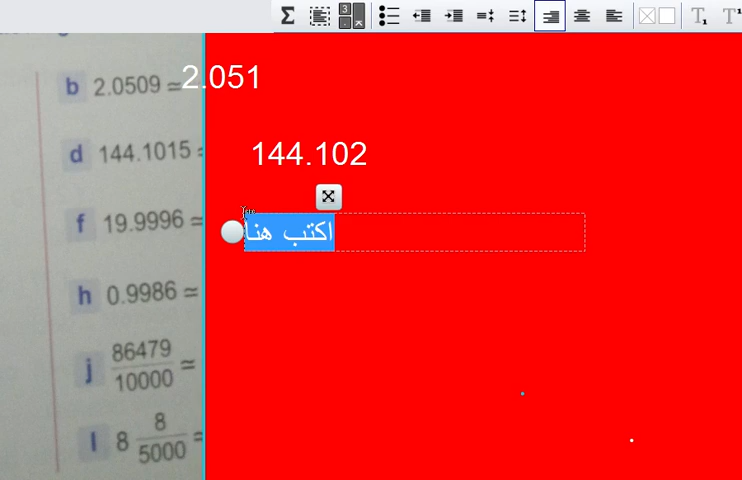 b 2.0509 ≃ 2.051
d 144.1015 ≃ 144.102
f 19.9996 ≃
اكتب هنا
h 0.9986 ≃
j 86479/10000 ≃
l 8 8/5000 ≃